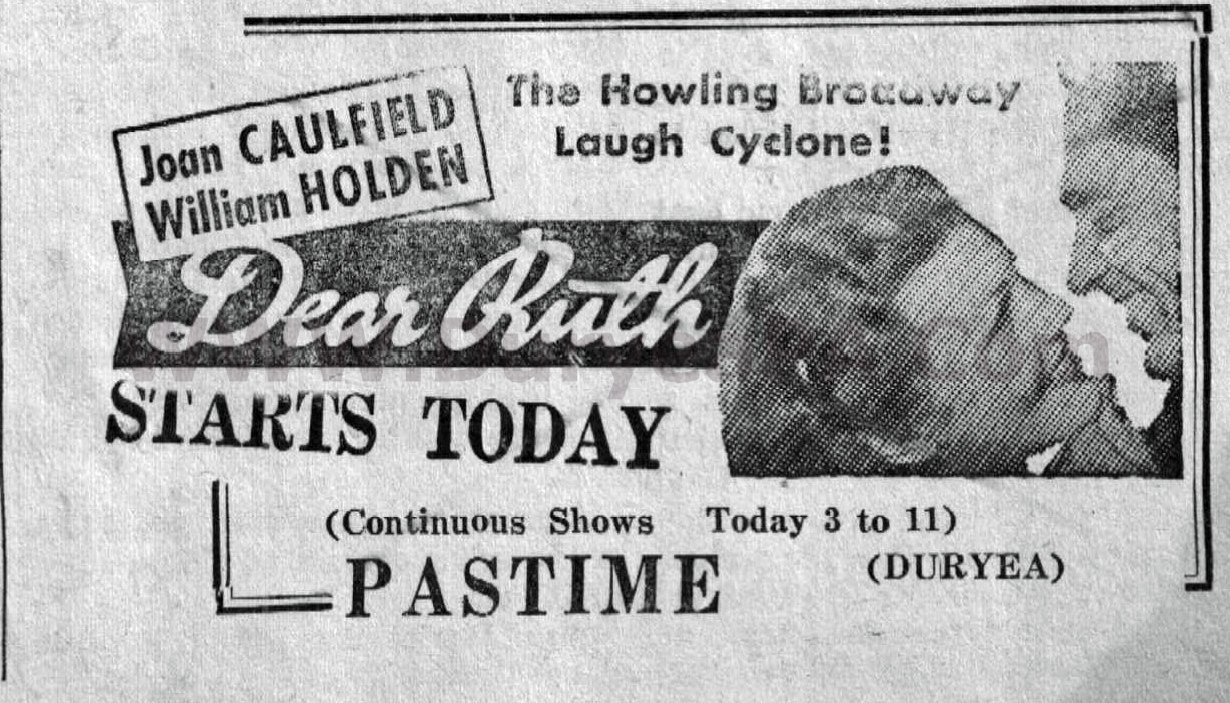 Joan CAULFIELD
William HOLDEN
The Howling Broadway
Laugh Cyclone!
Dear Ruth
STARTS TODAY
(Continuous Shows Today 3 to 11)
PASTIME (DURYEA)